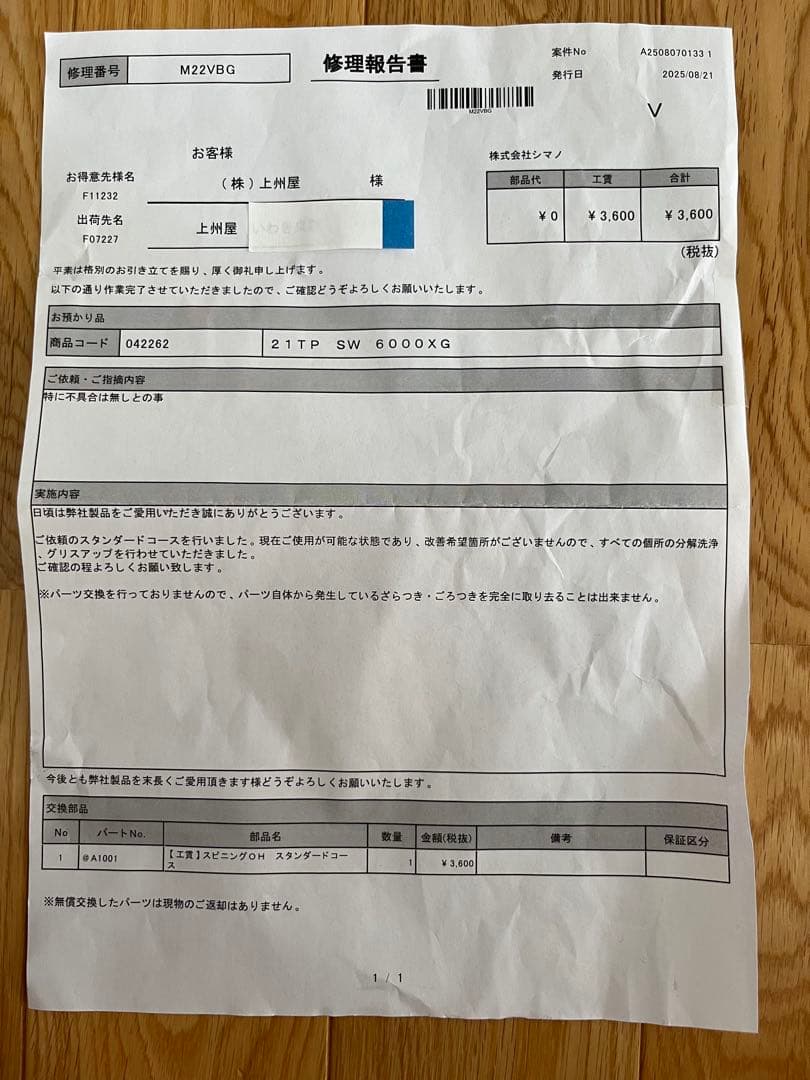 修理番号 M22VBG
修理報告書
案件No A2508070133 1
発行日 2025/08/21
M22VBG
V
お客様
お得意先様名 (株)上州屋 様
F11232
出荷先名 上州屋
F07227
株式会社シマノ
部品代 工賃 合計
¥0 ¥3,600 ¥3,600
(税抜)
平素は格別のお引き立てを賜り、厚く御礼申し上げます。
以下の通り作業完了させていただきましたので、ご確認どうぞよろしくお願いいたします。
お預かり品
商品コード 042262 21TP SW 6000XG
ご依頼・ご指摘内容
特に不具合は無しとの事
実施内容
日頃は弊社製品をご愛用いただき誠にありがとうございます。
ご依頼のスタンダードコースを行いました。現在ご使用が可能な状態であり、改善希望箇所がございませんので、すべての個所の分解洗浄
、グリスアップを行わせていただきました。
ご確認の程よろしくお願い致します。
※パーツ交換を行っておりませんので、パーツ自体から発生しているざらつき・ごろつきを完全に取り去ることは出来ません。
今後とも弊社製品を末長くご愛用頂きます様どうぞよろしくお願いいたします。
交換部品
No パートNo. 部品名 数量 金額(税抜) 備考 保証区分
1 @A1001 【工賃】スピニングOH スタンダードコー
ス 1 ¥3,600
※無償交換したパーツは現物のご返却はありません。
1 / 1